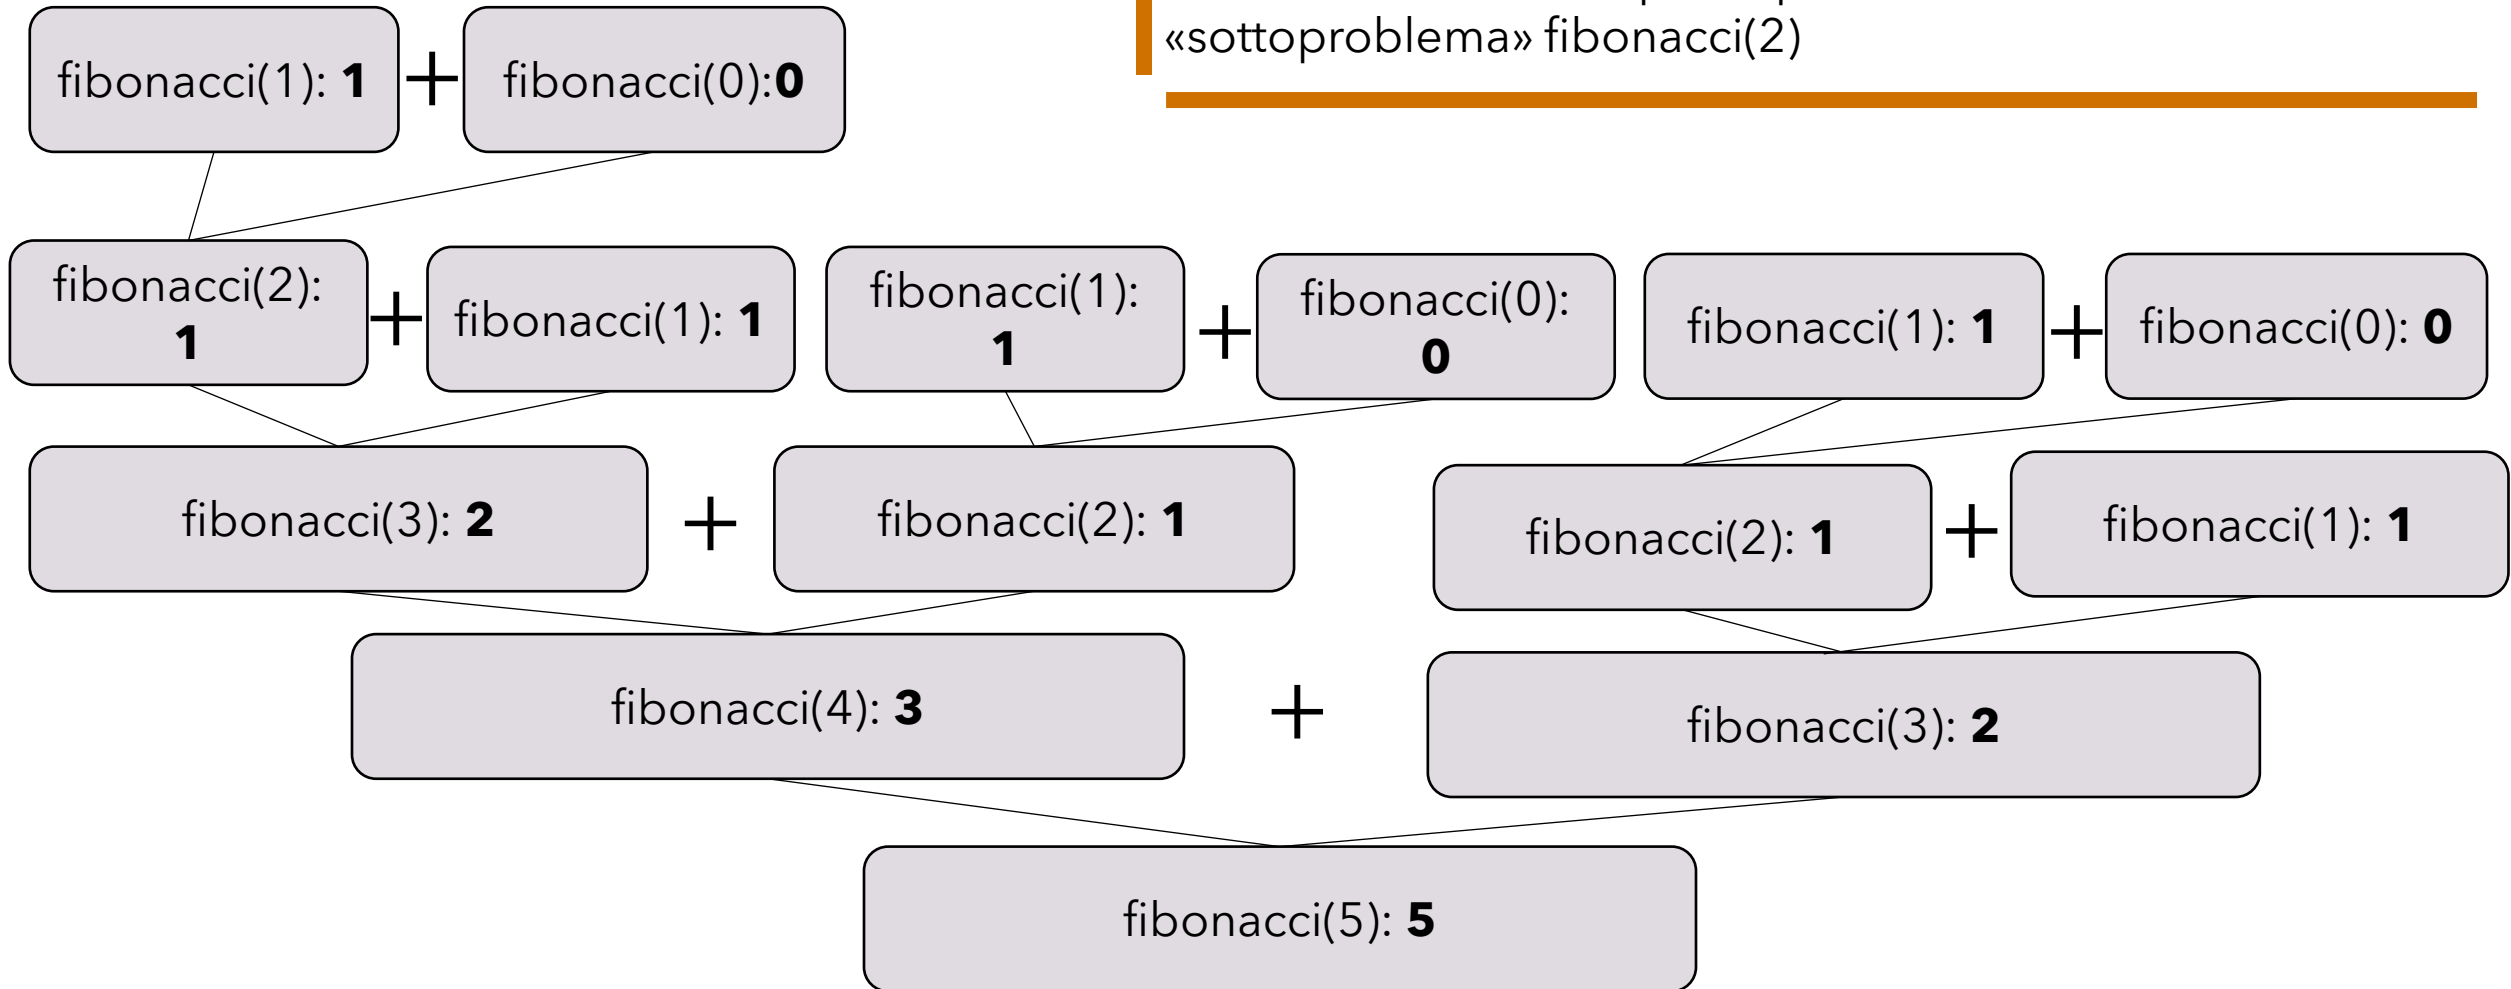 «sottoproblema» fibonacci(2)
fibonacci(1): 1 + fibonacci(0):0
fibonacci(2):
1
+
fibonacci(1): 1
fibonacci(1):
1
+
fibonacci(0):
0
fibonacci(1): 1 + fibonacci(0): 0
fibonacci(3): 2 + fibonacci(2): 1
fibonacci(2): 1 + fibonacci(1): 1
fibonacci(4): 3 + fibonacci(3): 2
fibonacci(5): 5